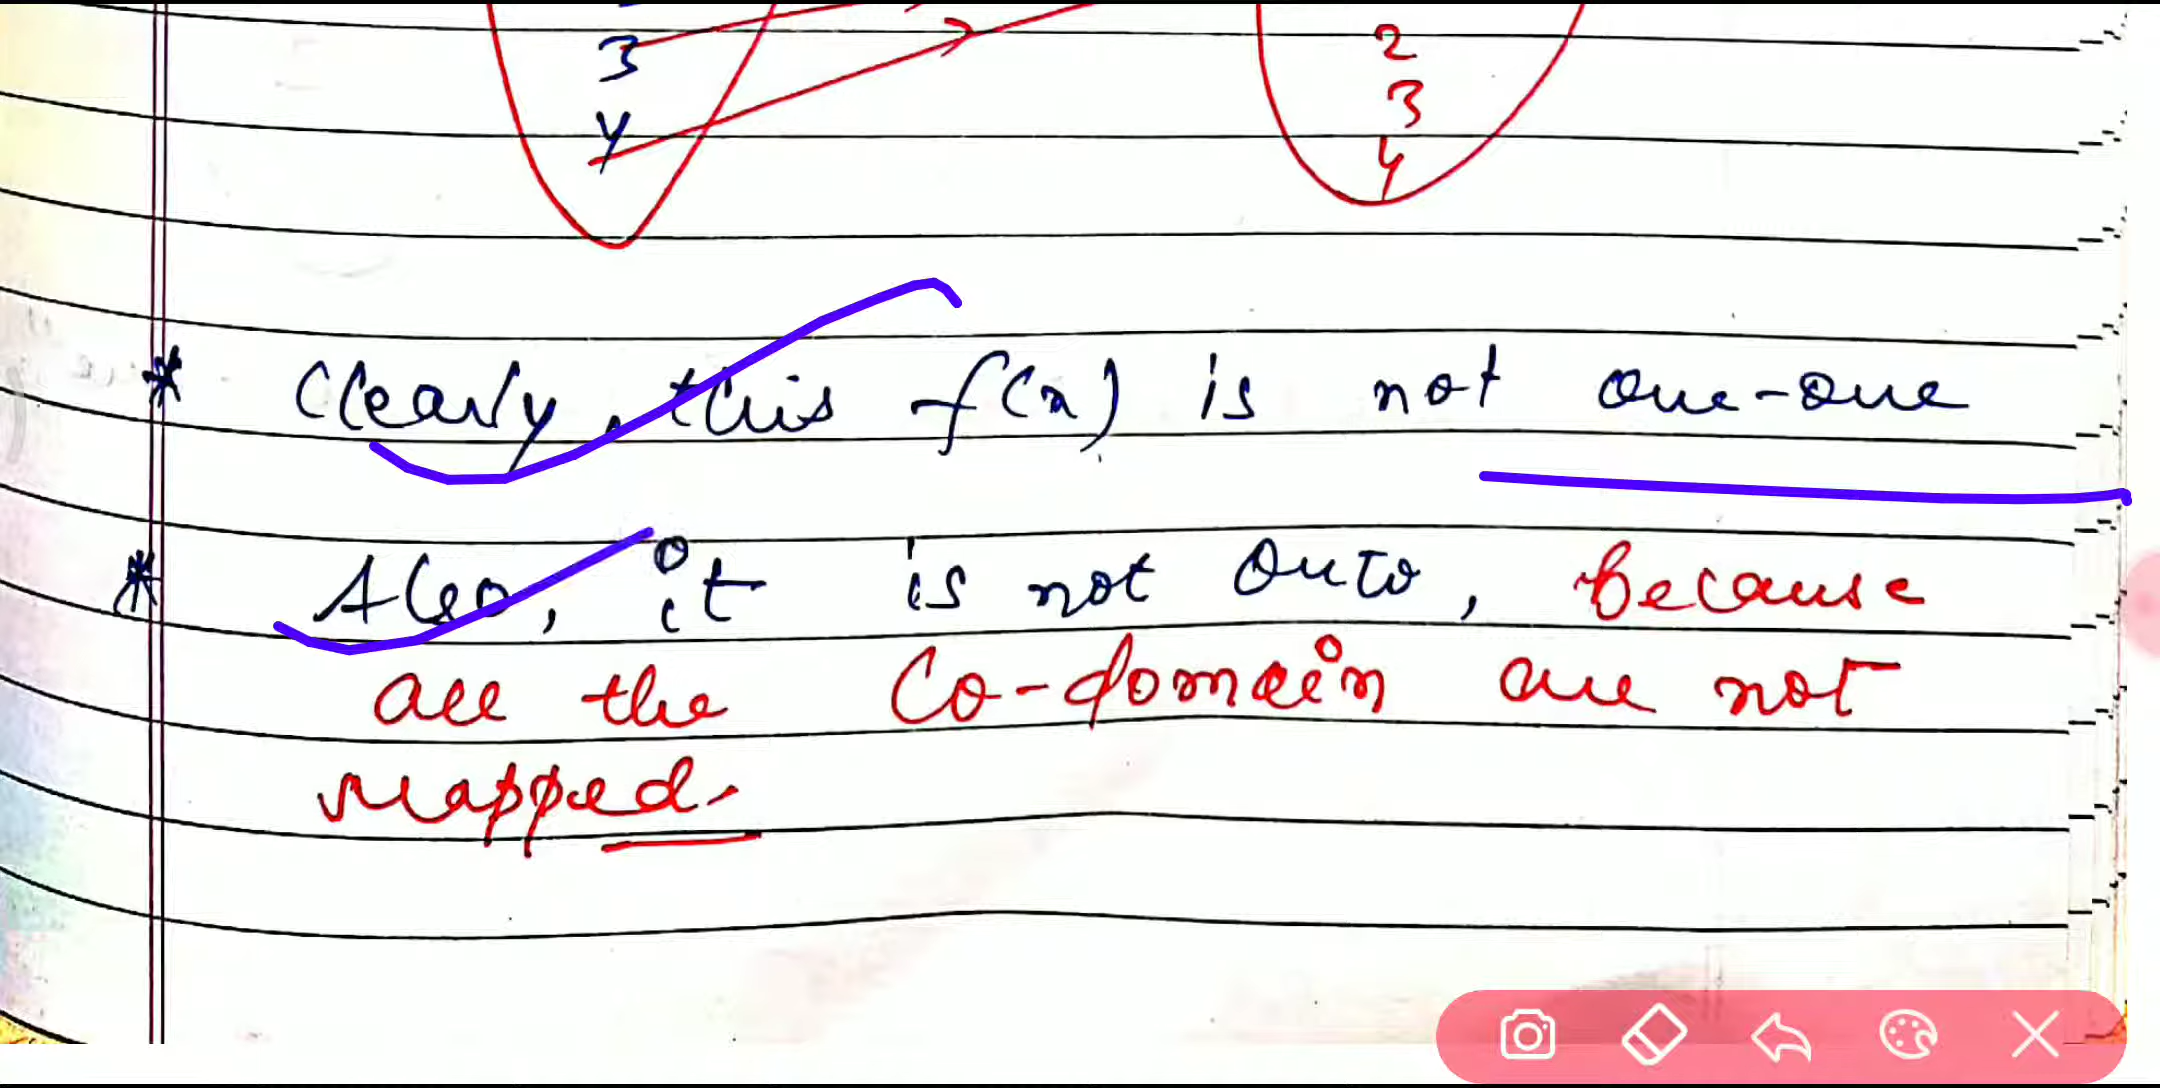 3 2
4 3
4
* Clearly, this f(x) is not one-one
* Also, it is not Onto, because
all the Co-domain are not
mapped.